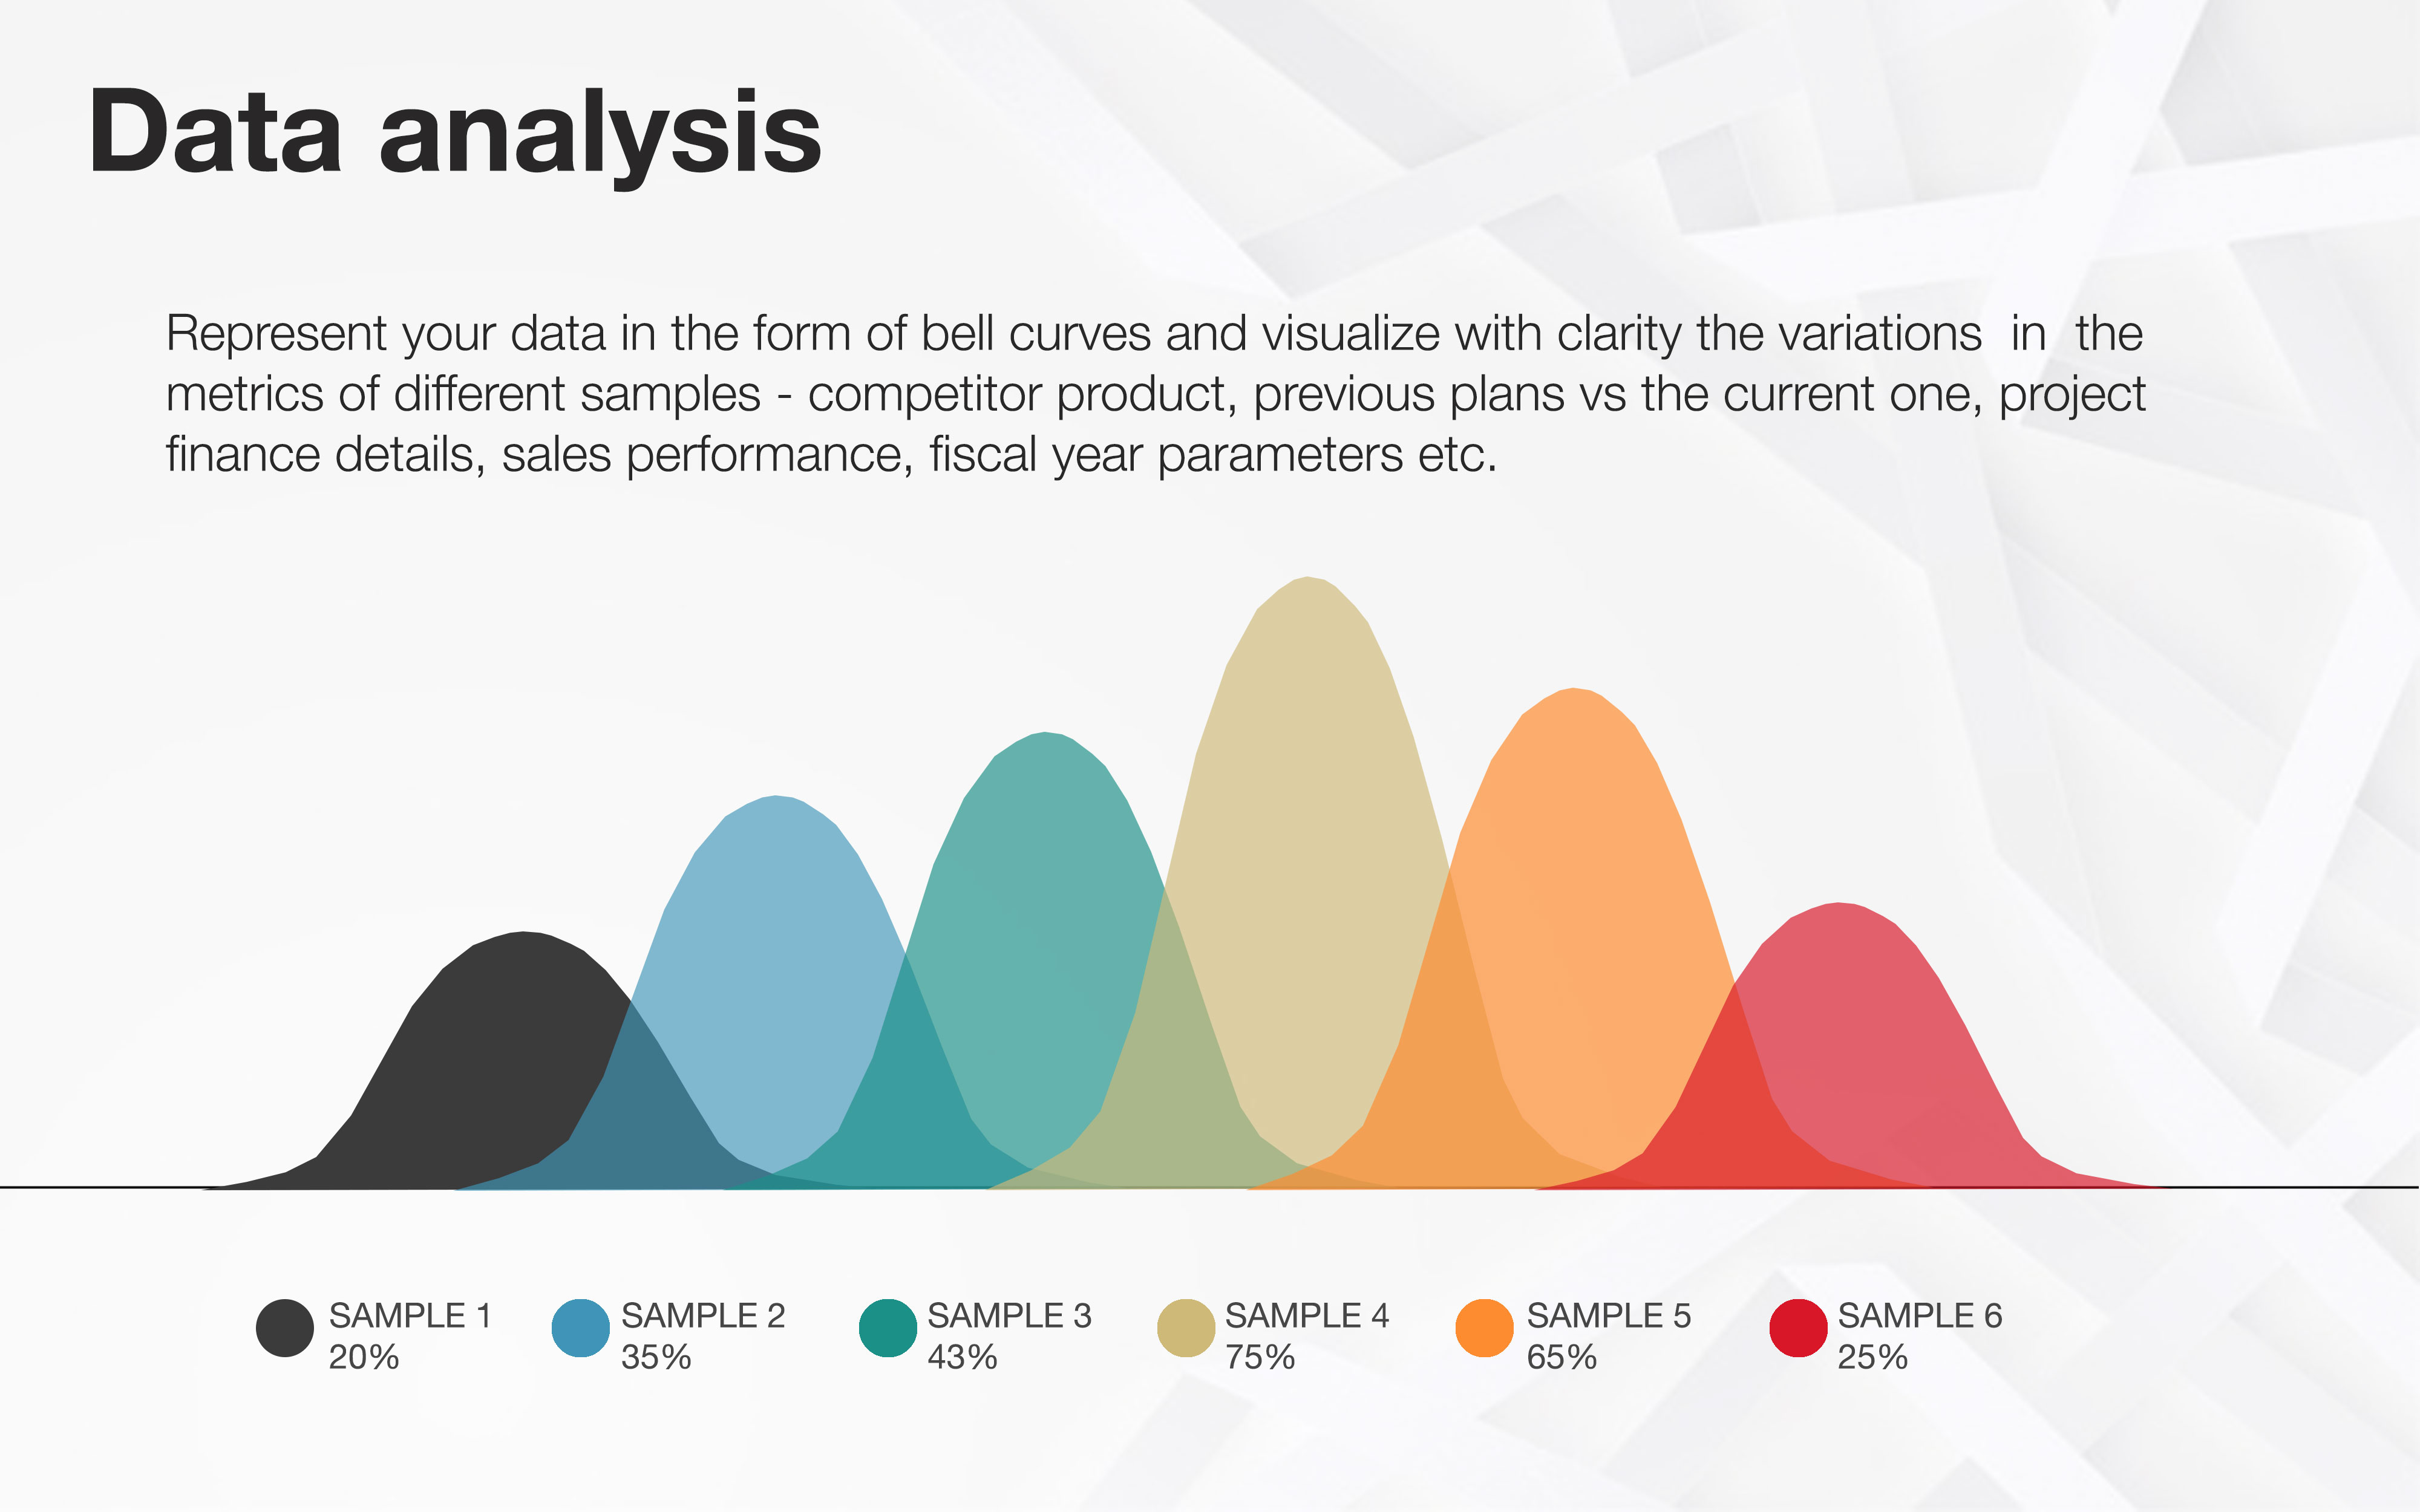 Data analysis
Represent your data in the form of bell curves and visualize with clarity the variations in the
metrics of different samples - competitor product, previous plans vs the current one, project
finance details, sales performance, fiscal year parameters etc.
SAMPLE 1
20%
SAMPLE 2
35%
SAMPLE 3
43%
SAMPLE 4
75%
SAMPLE 5
65%
SAMPLE 6
25%